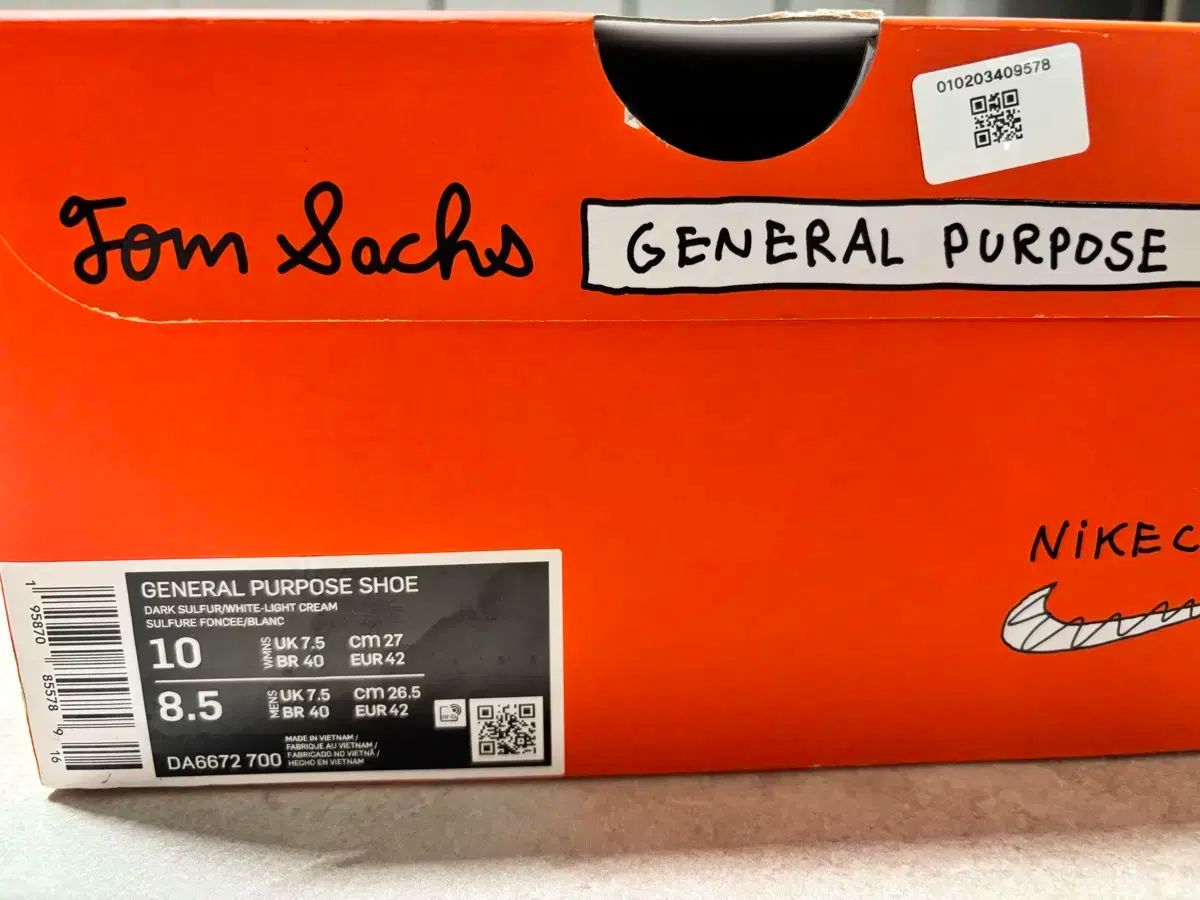 010203409578
Tom Sachs
GENERAL PURPOSE
NiKEC
GENERAL PURPOSE SHOE
DARK SULFUR/WHITE-LIGHT CREAM
SULFURE FONCEE/BLANC
10 WMNS UK 7.5 cm 27
BR 40 EUR 42
8.5 MENS UK 7.5 cm 26.5
BR 40 EUR 42
MADE IN VIETNAM /
FABRIQUE AU VIETNAM /
FABRICADO NO VIETNÃ /
HECHO EN VIETNAM
DA6672 700
1 95870 85578 9 16